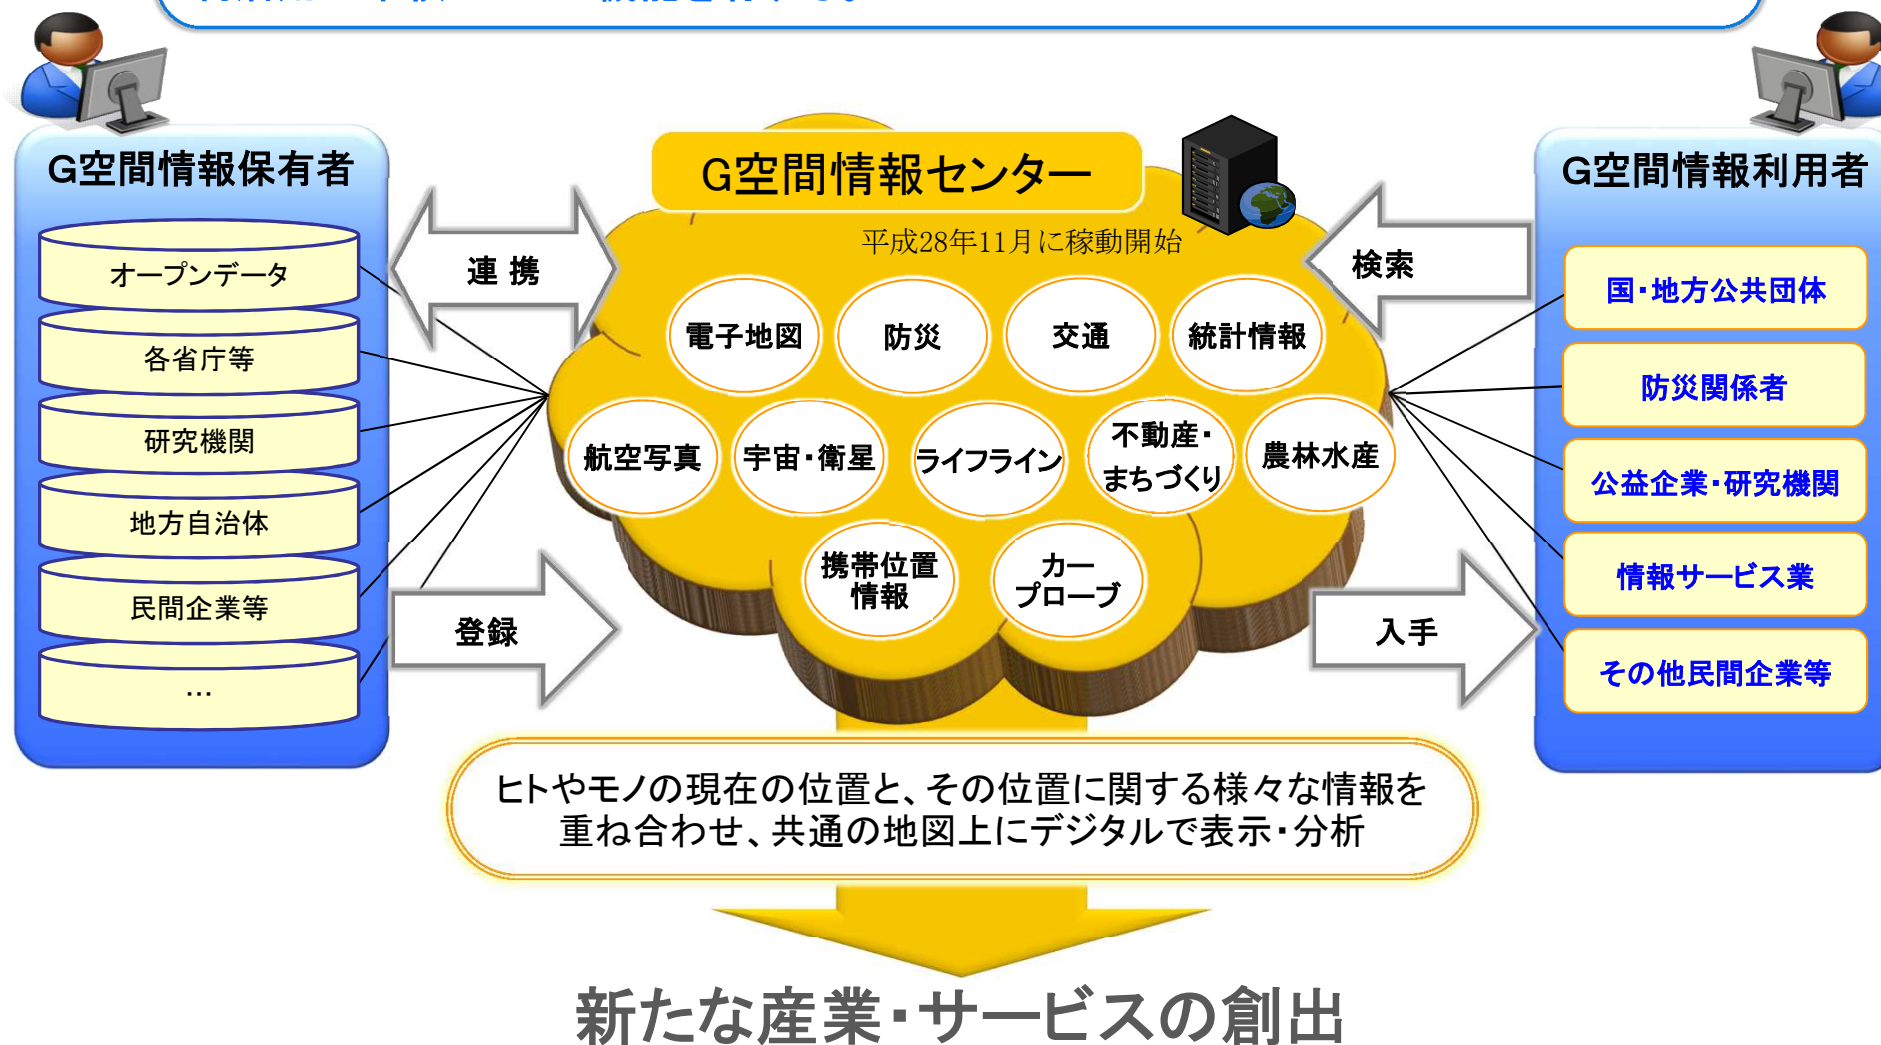 G空間情報保有者
オープンデータ
各省庁等
研究機関
地方自治体
民間企業等
…
連 携
登録
G空間情報センター
平成28年11月に稼動開始
電子地図
防災
交通
統計情報
航空写真
宇宙・衛星
ライフライン
不動産・
まちづくり
農林水産
携帯位置
情報
カー
プローブ
検索
入手
G空間情報利用者
国・地方公共団体
防災関係者
公益企業・研究機関
情報サービス業
その他民間企業等
ヒトやモノの現在の位置と、その位置に関する様々な情報を
重ね合わせ、共通の地図上にデジタルで表示・分析
新たな産業・サービスの創出